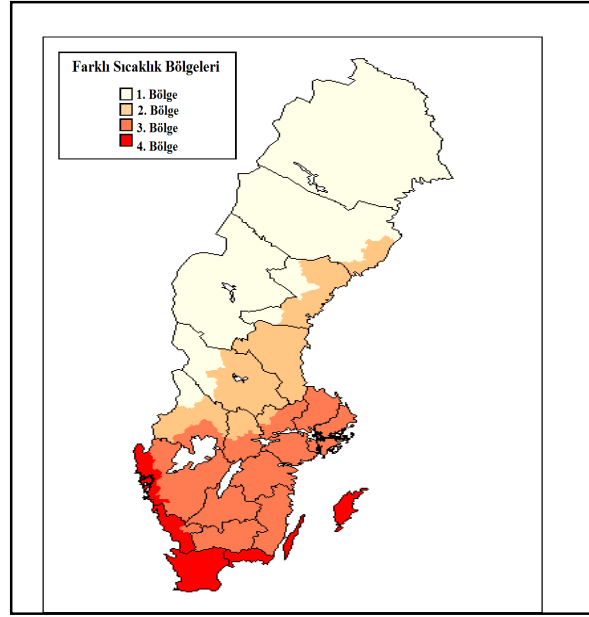 Farklı Sıcaklık Bölgeleri
1. Bölge
2. Bölge
3. Bölge
4. Bölge